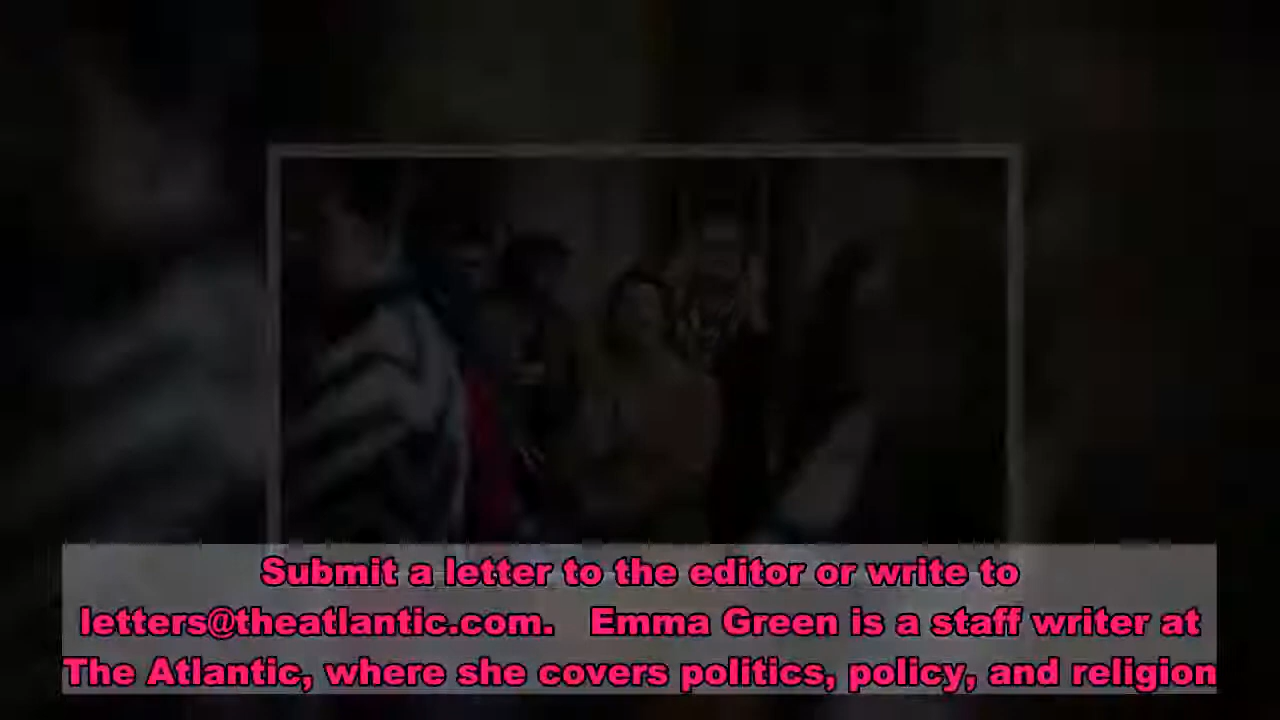 Submit a letter to the editor or write to
letters@theatlantic.com. Emma Green is a staff writer at
The Atlantic, where she covers politics, policy, and religion